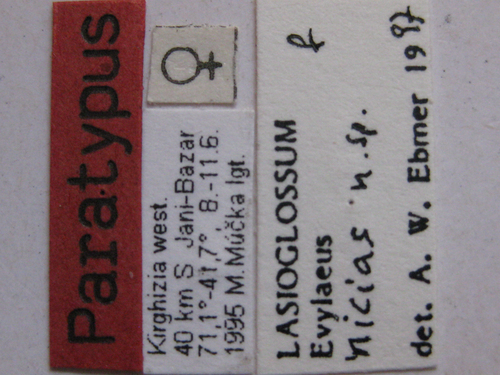 Paratypus
♀
Kirghizia west.
40 km S Jani-Bazar
71,1°-41,7° 8.-11.6.
1995 M.Múčka lgt.
f
LASIOGLOSSUM
Evylaeus
nicias n.sp.
det. A. W. Ebmer 1997